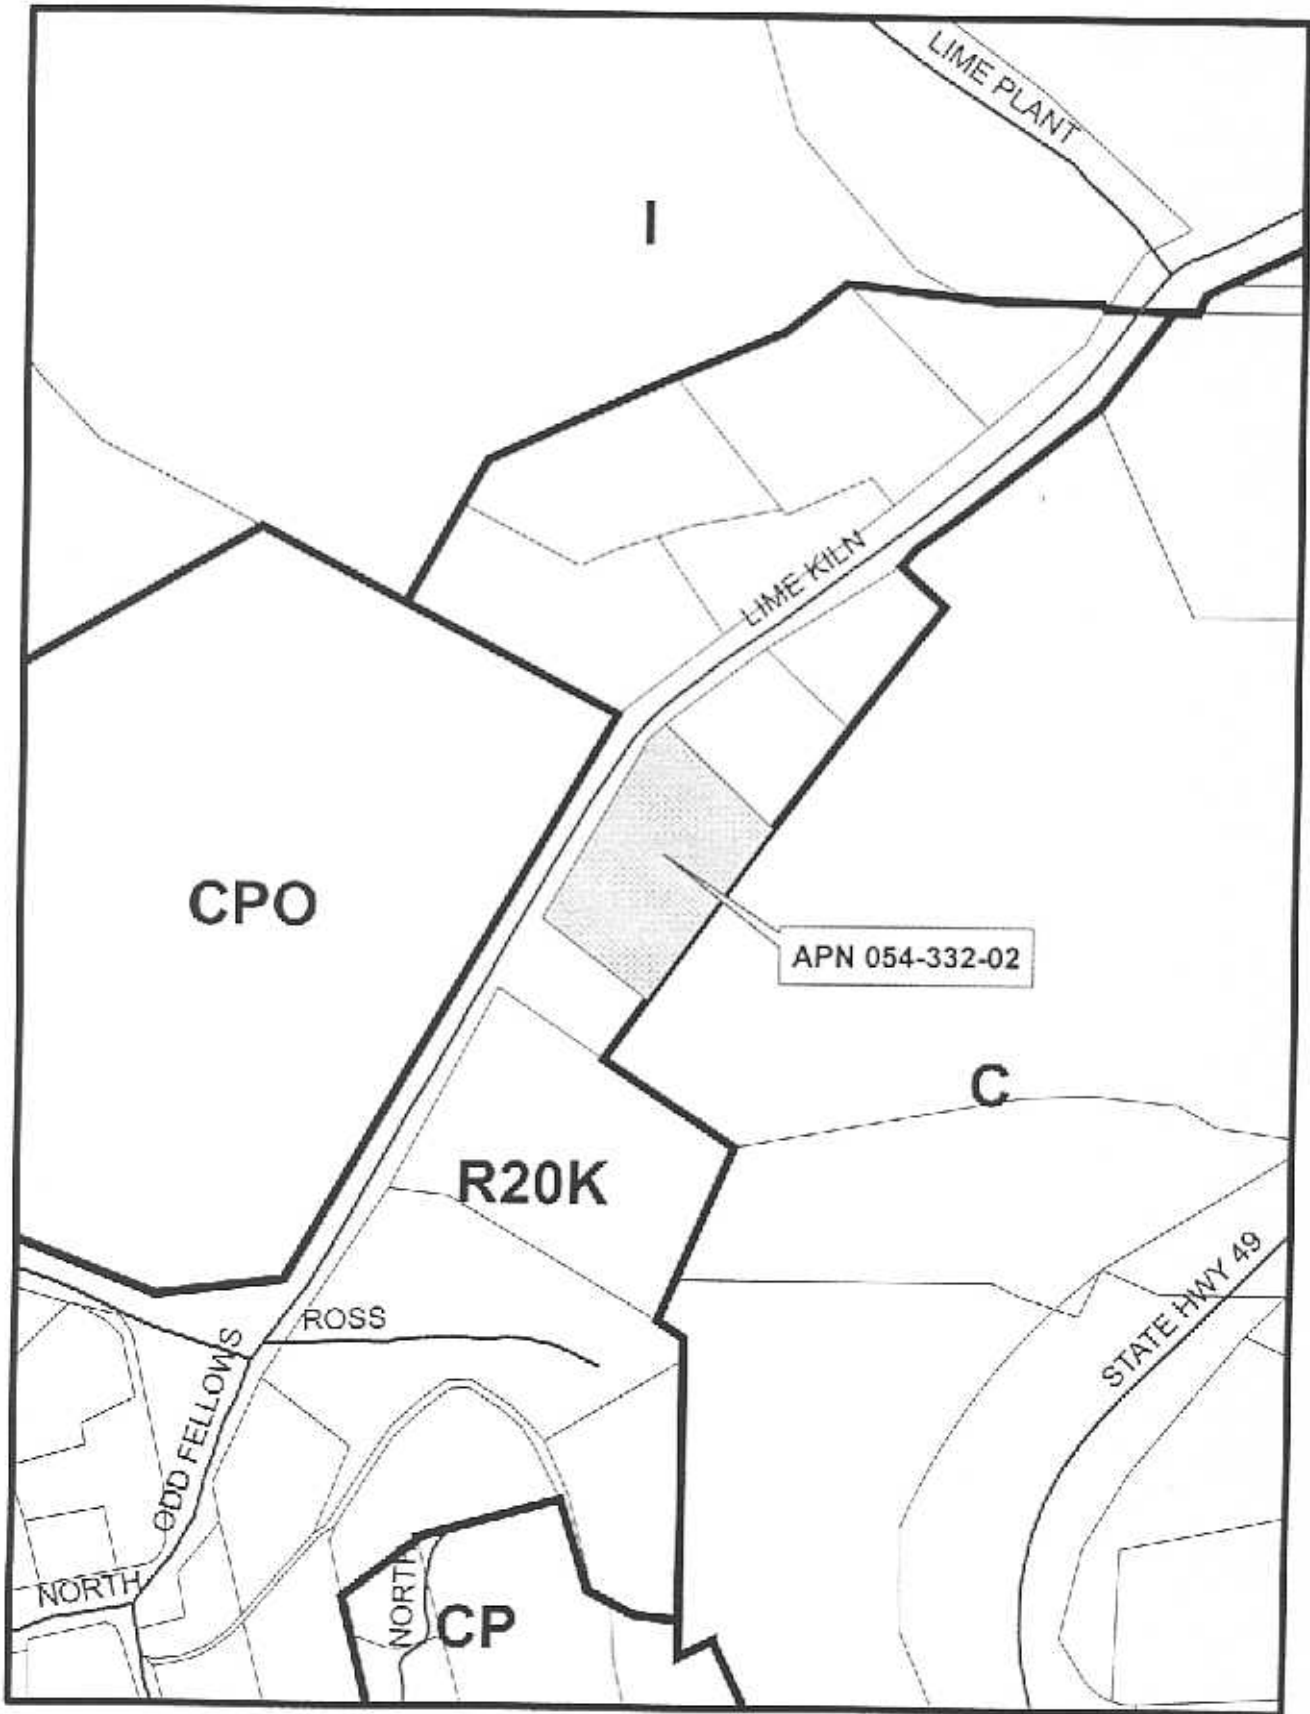 LIME PLANT
I
LIME KILN
CPO
APN 054-332-02
C
R20K
STATE HWY 49
ROSS
ODD FELLOWS
NORTH
NORTH
CP